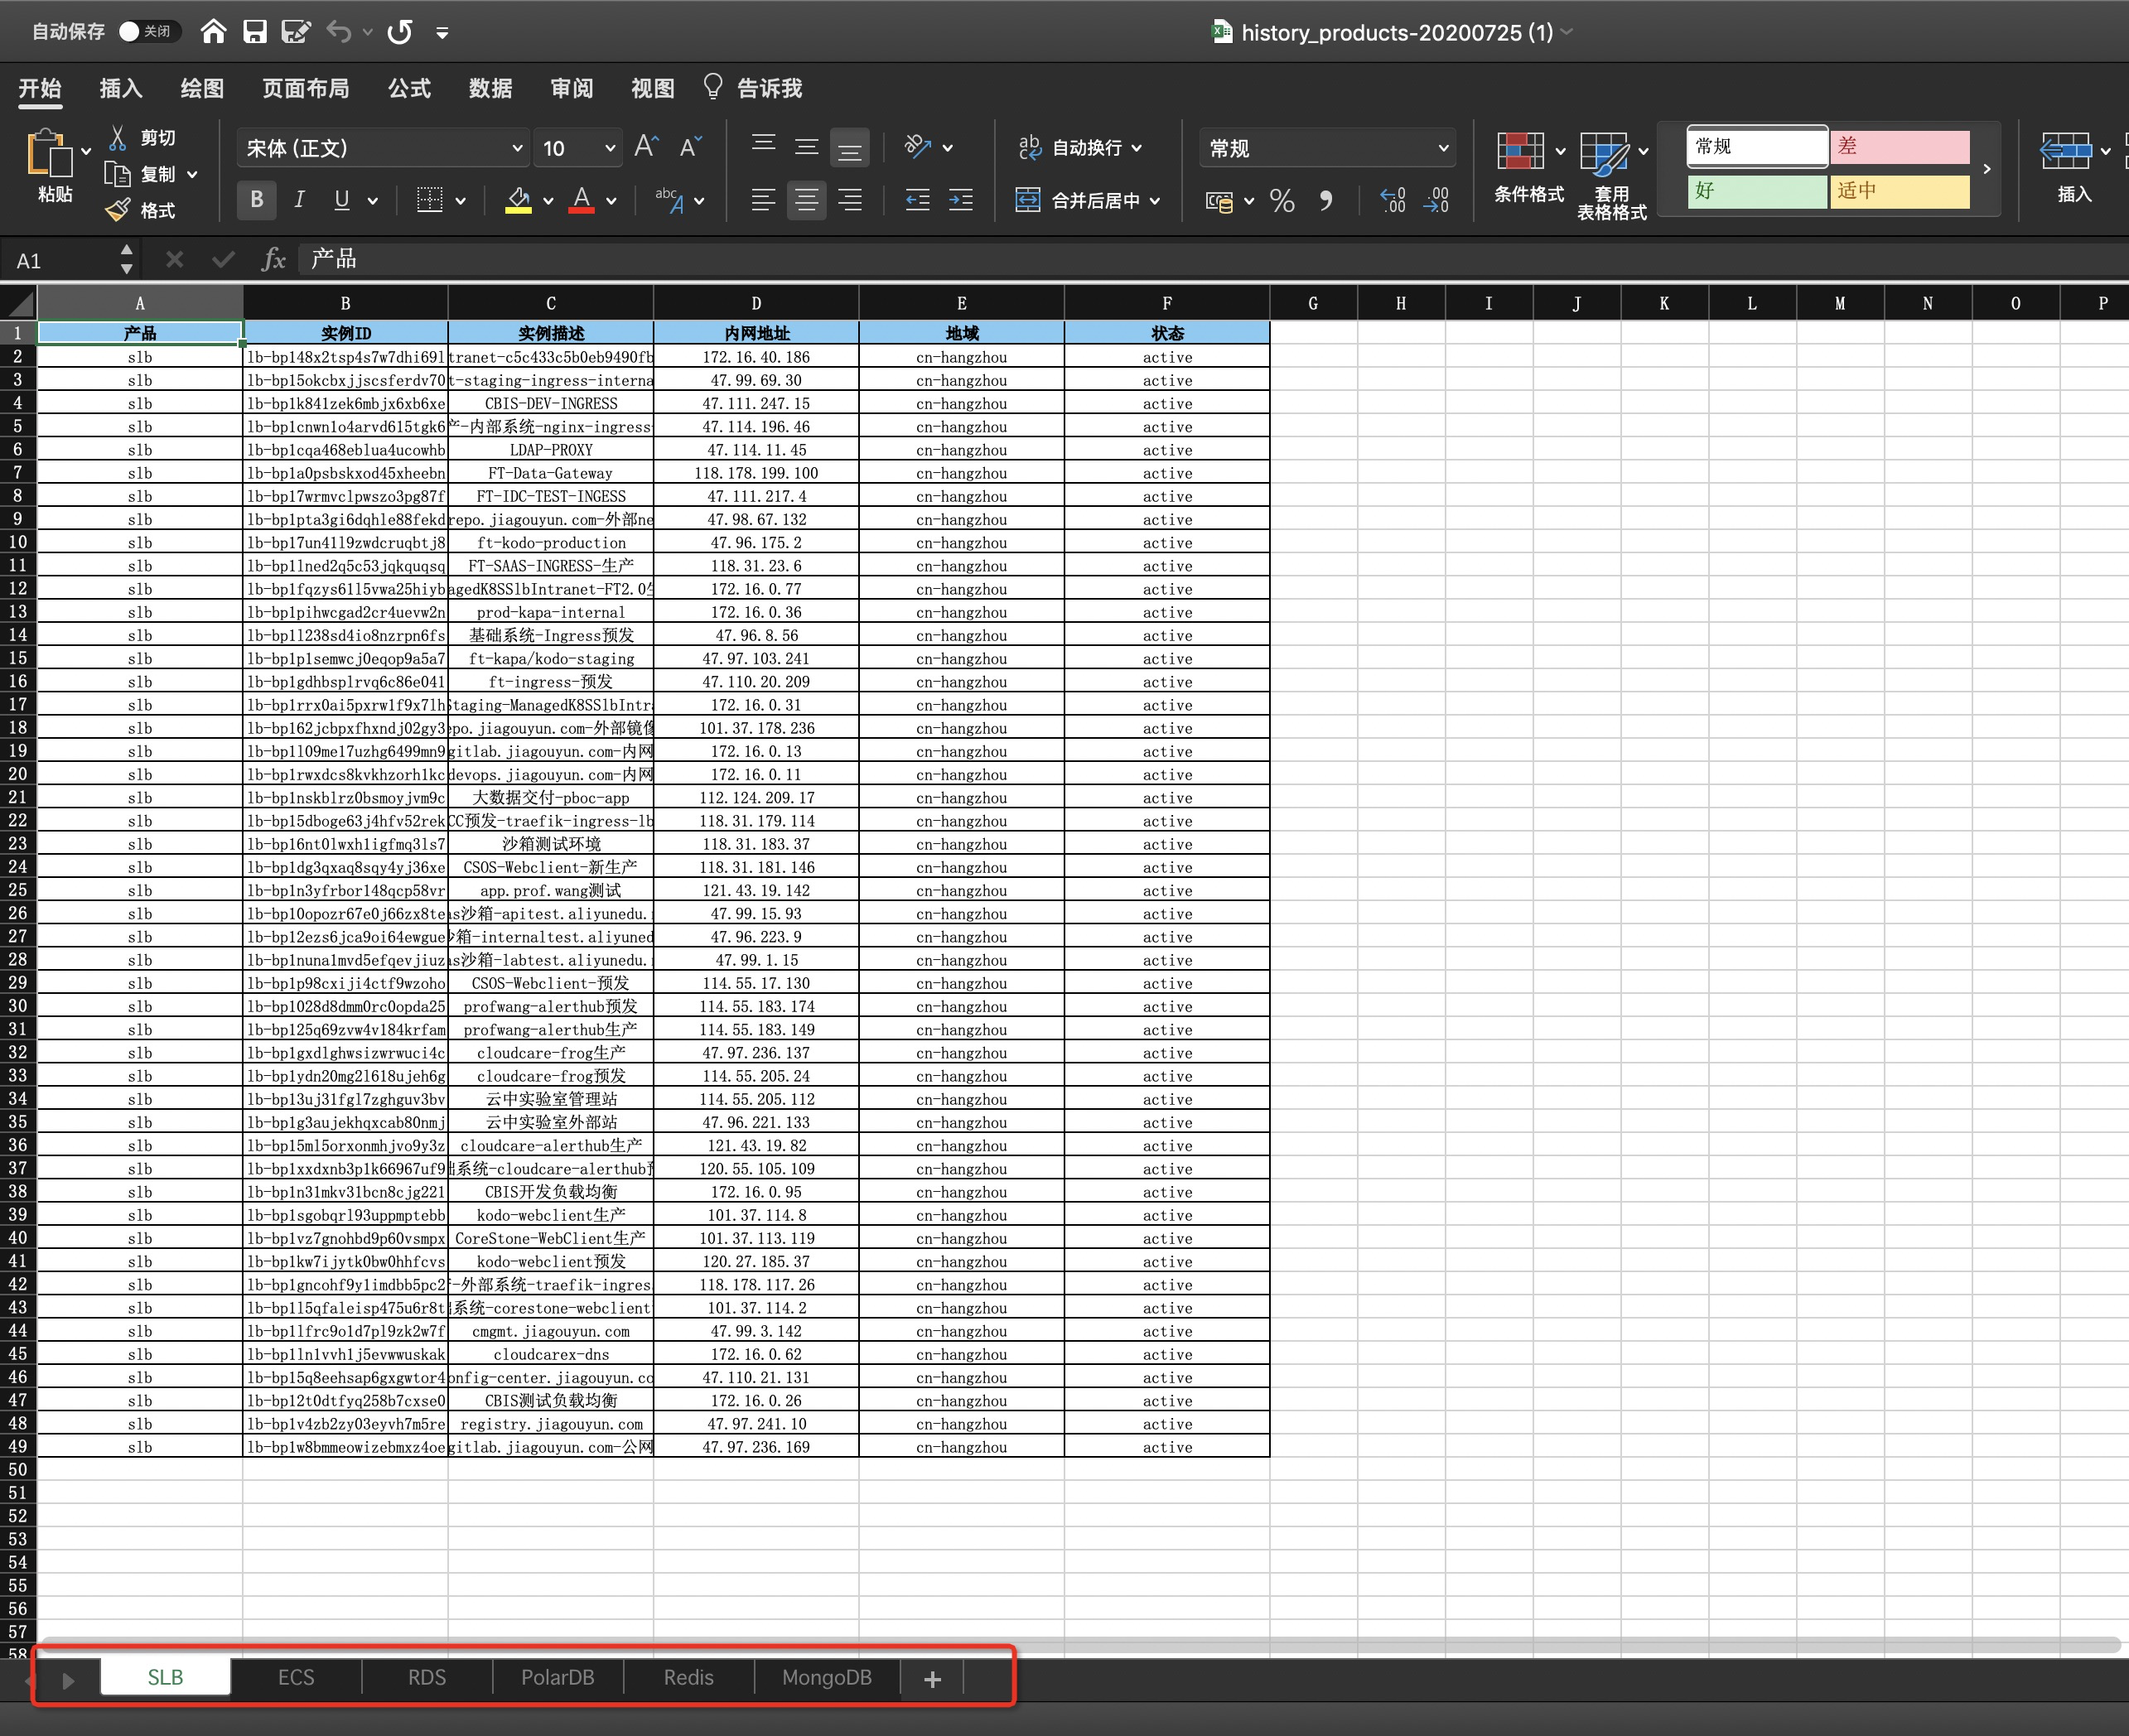 自动保存 关闭 history_products-20200725 (1)
开始 插入 绘图 页面布局 公式 数据 审阅 视图 告诉我
粘贴 剪切 复制 格式 宋体 (正文) 10 自动换行 合并后居中 常规 条件格式 套用 表格格式 常规 差 好 适中 插入
A1 fx 产品
A B C D E F G H I J K L M N O P
1 产品 实例ID 实例描述 内网地址 地域 状态
2 slb lb-bp148x2tsp4s7w7dhi69l tranet-c5c433c5b0eb9490fb 172.16.40.186 cn-hangzhou active
3 slb lb-bp15okcbxjjscsferdv70 t-staging-ingress-interna 47.99.69.30 cn-hangzhou active
4 slb lb-bp1k841zek6mbjx6xb6xe CBIS-DEV-INGRESS 47.111.247.15 cn-hangzhou active
5 slb lb-bp1cnwn1o4arvd615tgk6 产-内部系统-nginx-ingress 47.114.196.46 cn-hangzhou active
6 slb lb-bp1cqa468eblua4ucowhb LDAP-PROXY 47.114.11.45 cn-hangzhou active
7 slb lb-bp1a0psbskxod45xheebn FT-Data-Gateway 118.178.199.100 cn-hangzhou active
8 slb lb-bp17wrmvclpwszo3pg87f FT-IDC-TEST-INGESS 47.111.217.4 cn-hangzhou active
9 slb lb-bp1pta3gi6dqhle88fekd repo.jiagouyun.com-外部ne 47.98.67.132 cn-hangzhou active
10 slb lb-bp17un41l9zwdcruqbtj8 ft-kodo-production 47.96.175.2 cn-hangzhou active
11 slb lb-bp1lned2q5c53jqkquqsq FT-SAAS-INGRESS-生产 118.31.23.6 cn-hangzhou active
12 slb lb-bp1fqzys61l5vwa25hiyb agedK8SSlbIntranet-FT2.0生 172.16.0.77 cn-hangzhou active
13 slb lb-bp1pihwcgad2cr4uevw2n prod-kapa-internal 172.16.0.36 cn-hangzhou active
14 slb lb-bp1l238sd4io8nzrpn6fs 基础系统-Ingress预发 47.96.8.56 cn-hangzhou active
15 slb lb-bp1p1semwcj0eqop9a5a7 ft-kapa/kodo-staging 47.97.103.241 cn-hangzhou active
16 slb lb-bp1gdhbsplrvq6c86e041 ft-ingress-预发 47.110.20.209 cn-hangzhou active
17 slb lb-bp1rrx0ai5pxrw1f9x7lh Staging-ManagedK8SSlbIntr 172.16.0.31 cn-hangzhou active
18 slb lb-bp162jcbpxfhxndj02gy3 epo.jiagouyun.com-外部镜像 101.37.178.236 cn-hangzhou active
19 slb lb-bp1l09me17uzhg6499mn9 gitlab.jiagouyun.com-内网 172.16.0.13 cn-hangzhou active
20 slb lb-bp1rwxdcs8kvkhzorh1kc devops.jiagouyun.com-内网 172.16.0.11 cn-hangzhou active
21 slb lb-bp1nskblrz0bsmoyjvm9c 大数据交付-pboc-app 112.124.209.17 cn-hangzhou active
22 slb lb-bp15dboge63j4hfv52rek CC预发-traefik-ingress-lb 118.31.179.114 cn-hangzhou active
23 slb lb-bp16nt0lwxh1igfmq3ls7 沙箱测试环境 118.31.183.37 cn-hangzhou active
24 slb lb-bp1dg3qxaq8sqy4yj36xe CSOS-Webclient-新生产 118.31.181.146 cn-hangzhou active
25 slb lb-bp1n3yfrbor148qcp58vr app.prof.wang测试 121.43.19.142 cn-hangzhou active
26 slb lb-bp10opozr67e0j66zx8te as沙箱-apitest.aliyunedu. 47.99.15.93 cn-hangzhou active
27 slb lb-bp12ezs6jca9oi64ewgue 沙箱-internaltest.aliyuned 47.96.223.9 cn-hangzhou active
28 slb lb-bp1nuna1mvd5efqevjiuz as沙箱-labtest.aliyunedu. 47.99.1.15 cn-hangzhou active
29 slb lb-bp1p98cxiji4ctf9wzoho CSOS-Webclient-预发 114.55.17.130 cn-hangzhou active
30 slb lb-bp1028d8dmm0rc0opda25 profwang-alerthub预发 114.55.183.174 cn-hangzhou active
31 slb lb-bp125q69zvw4v184krfam profwang-alerthub生产 114.55.183.149 cn-hangzhou active
32 slb lb-bp1gxdlghwsizwrwuci4c cloudcare-frog生产 47.97.236.137 cn-hangzhou active
33 slb lb-bp1ydn20mg2l618ujeh6g cloudcare-frog预发 114.55.205.24 cn-hangzhou active
34 slb lb-bp13uj31fgl7zghguv3bv 云中实验室管理站 114.55.205.112 cn-hangzhou active
35 slb lb-bp1g3aujekhqxcab80nmj 云中实验室外部站 47.96.221.133 cn-hangzhou active
36 slb lb-bp15ml5orxonmhjvo9y3z cloudcare-alerthub生产 121.43.19.82 cn-hangzhou active
37 slb lb-bp1xxdxnb3p1k66967uf9 础系统-cloudcare-alerthub预 120.55.105.109 cn-hangzhou active
38 slb lb-bp1n31mkv31bcn8cjg221 CBIS开发负载均衡 172.16.0.95 cn-hangzhou active
39 slb lb-bp1sgobqrl93uppmptebb kodo-webclient生产 101.37.114.8 cn-hangzhou active
40 slb lb-bp1vz7gnohbd9p60vsmpx CoreStone-WebClient生产 101.37.113.119 cn-hangzhou active
41 slb lb-bp1kw7ijytk0bw0hhfcvs kodo-webclient预发 120.27.185.37 cn-hangzhou active
42 slb lb-bp1gncohf9y1imdbb5pc2 -外部系统-traefik-ingres 118.178.117.26 cn-hangzhou active
43 slb lb-bp1l5qfaleisp475u6r8t 系统-corestone-webclient 101.37.114.2 cn-hangzhou active
44 slb lb-bp1lfrc9o1d7pl9zk2w7f cmgmt.jiagouyun.com 47.99.3.142 cn-hangzhou active
45 slb lb-bp1ln1vvh1j5evwwuskak cloudcarex-dns 172.16.0.62 cn-hangzhou active
46 slb lb-bp15q8eehsap6gxgwtor4 onfig-center.jiagouyun.co 47.110.21.131 cn-hangzhou active
47 slb lb-bp12t0dtfyq258b7cxse0 CBIS测试负载均衡 172.16.0.26 cn-hangzhou active
48 slb lb-bp1v4zb2zy03eyvh7m5re registry.jiagouyun.com 47.97.241.10 cn-hangzhou active
49 slb lb-bp1w8bmmeowizebmxz4oe gitlab.jiagouyun.com-公网 47.97.236.169 cn-hangzhou active
50
51
52
53
54
55
56
57
58
SLB ECS RDS PolarDB Redis MongoDB +